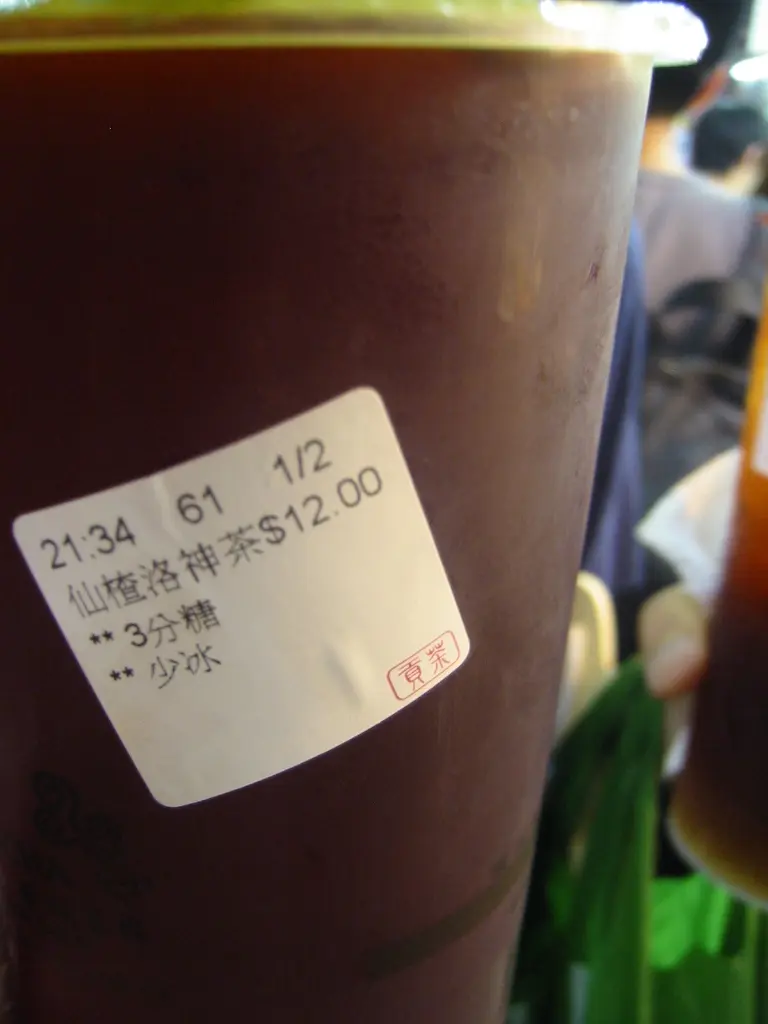 21:34 61 1/2
仙楂洛神茶$12.00
** 3分糖
** 少冰
貢茶